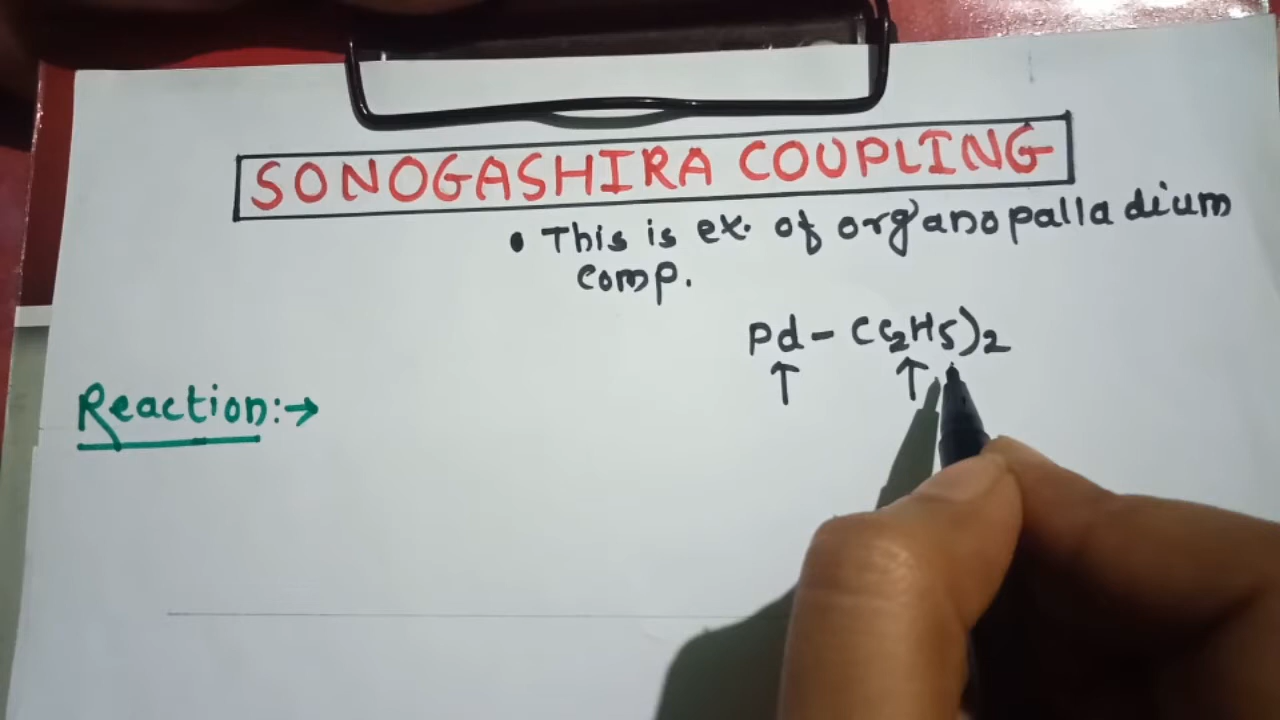 SONOGASHIRA COUPLING
• This is ex. of organopalladium
comp.
Pd - (C2H5)2
↑ ↑
Reaction:→